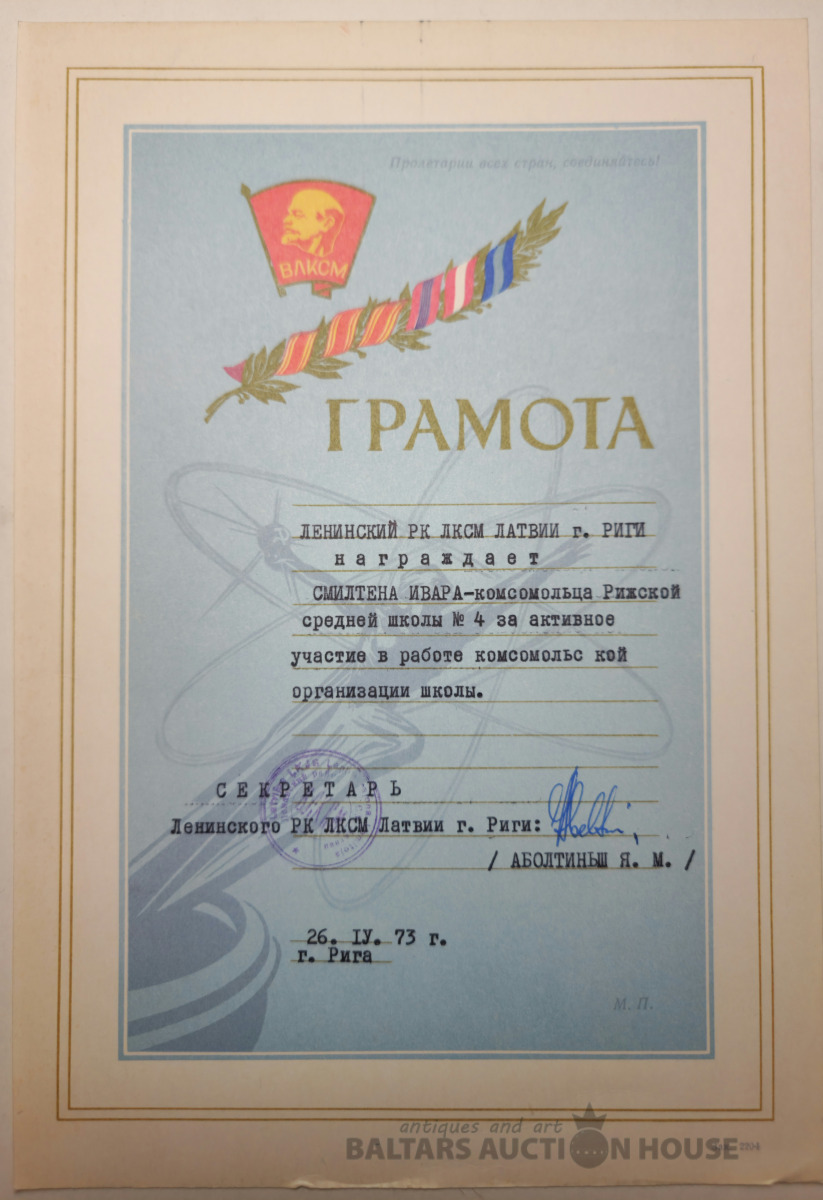 Пролетарии всех стран, соединяйтесь!
ВЛКСМ
ГРАМОТА
ЛЕНИНСКИЙ РК ЛКСМ ЛАТВИИ г. РИГИ
награждает
СМИЛТЕНА ИВАРА-комсомольца Рижской
средней школы № 4 за активное
участие в работе комсомольс кой
организации школы.
СЕКРЕТАРЬ
Ленинского РК ЛКСМ Латвии г. Риги:
/ АБОЛТИНЫШ Я. М. /
26. IУ. 73 г.
г. Рига
М. П.
antiques and art
BALTARS AUCTION HOUSE